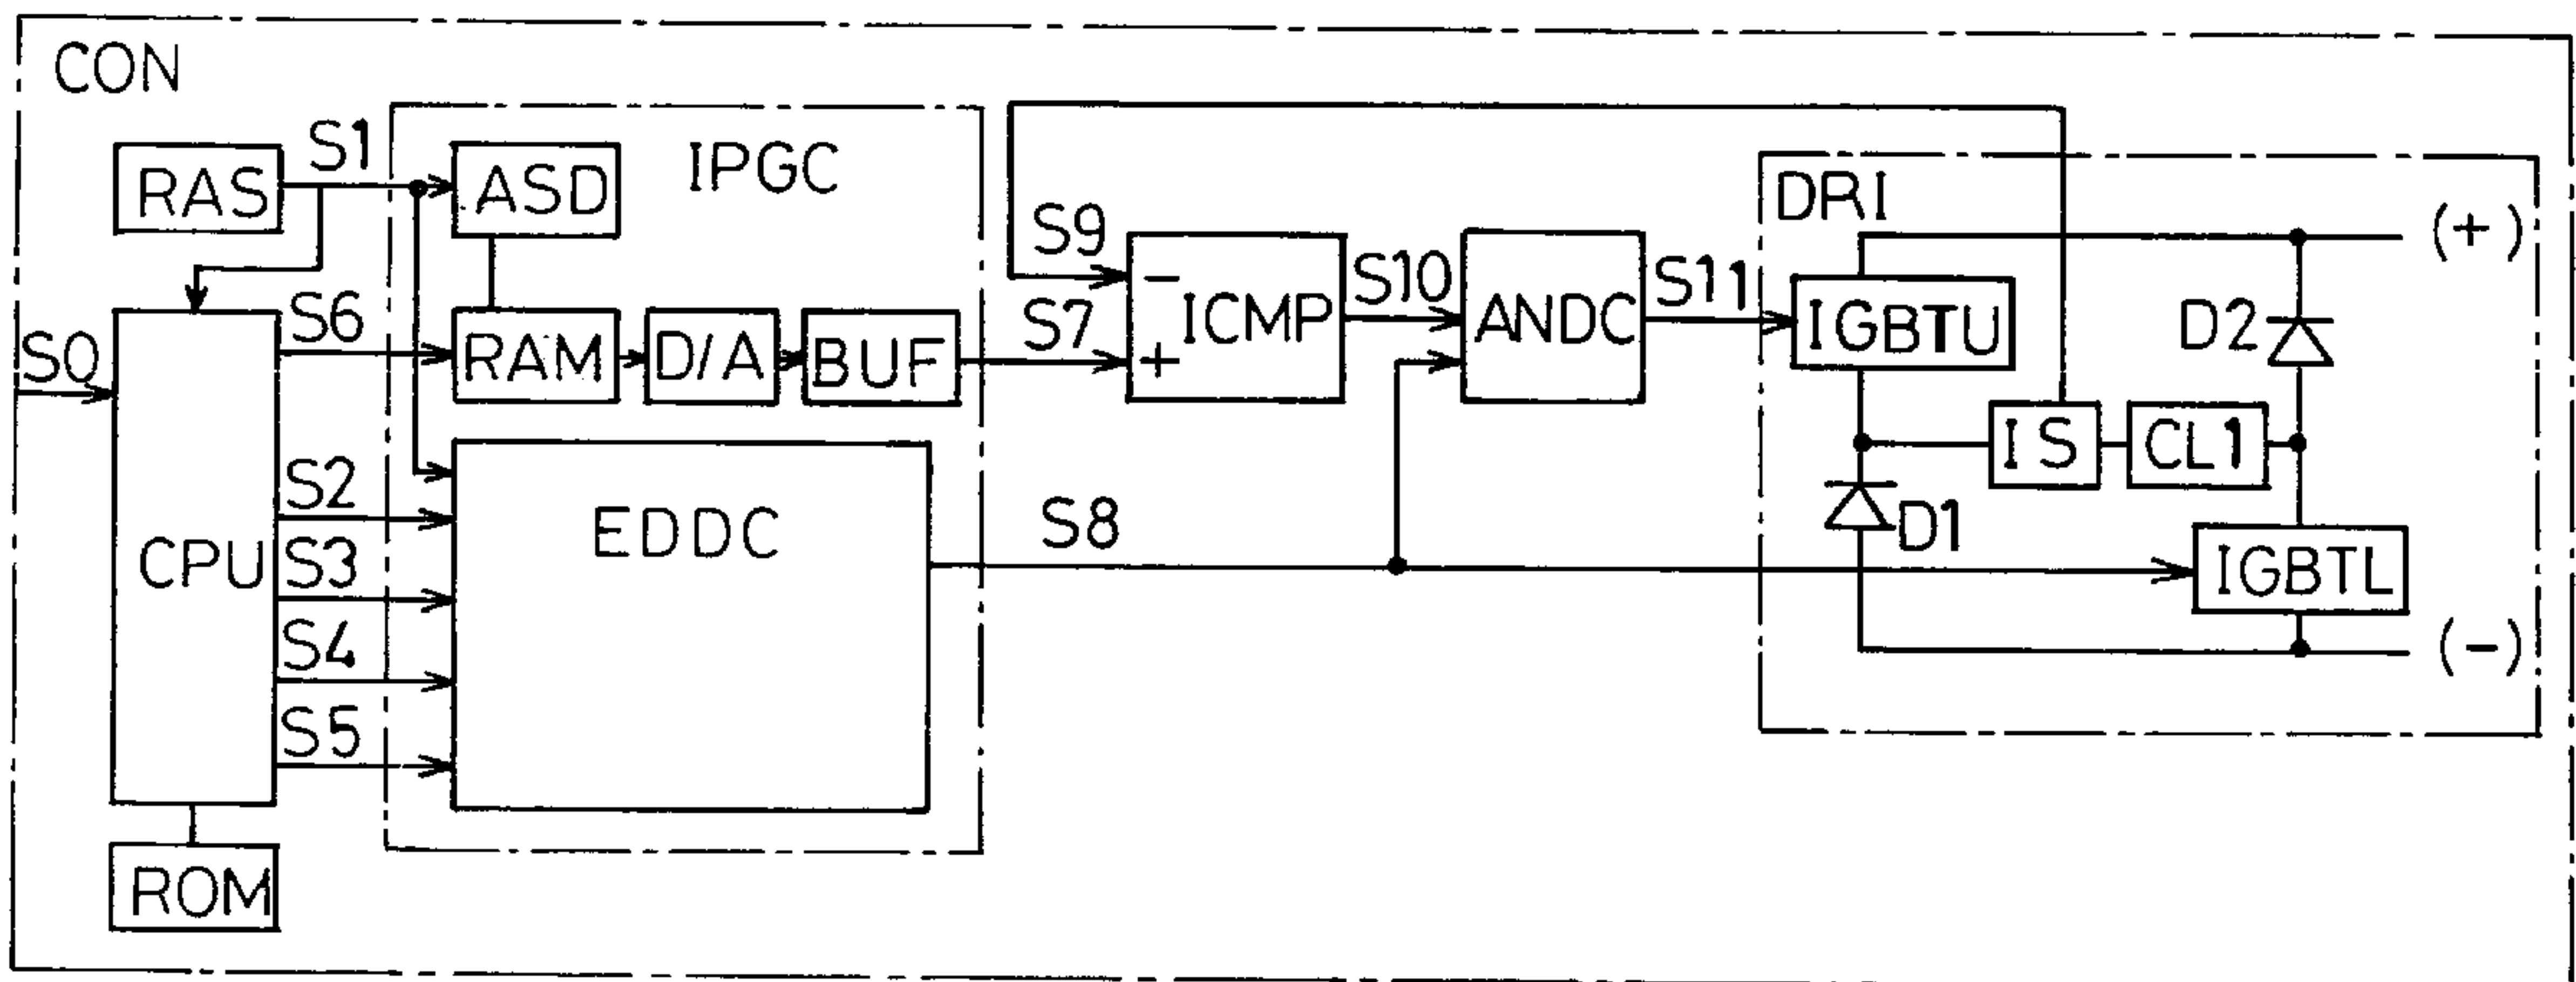 CON
S1
RAS
ASD
IPGC
DRI
(+)
S9
S10
S11
S6
S7
- ICMP
+
ANDC
IGBTU
D2
S0
RAM
D/A
BUF
IS
CL1
S2
EDDC
S8
D1
CPU
S3
IGBTL
S4
(-)
S5
ROM